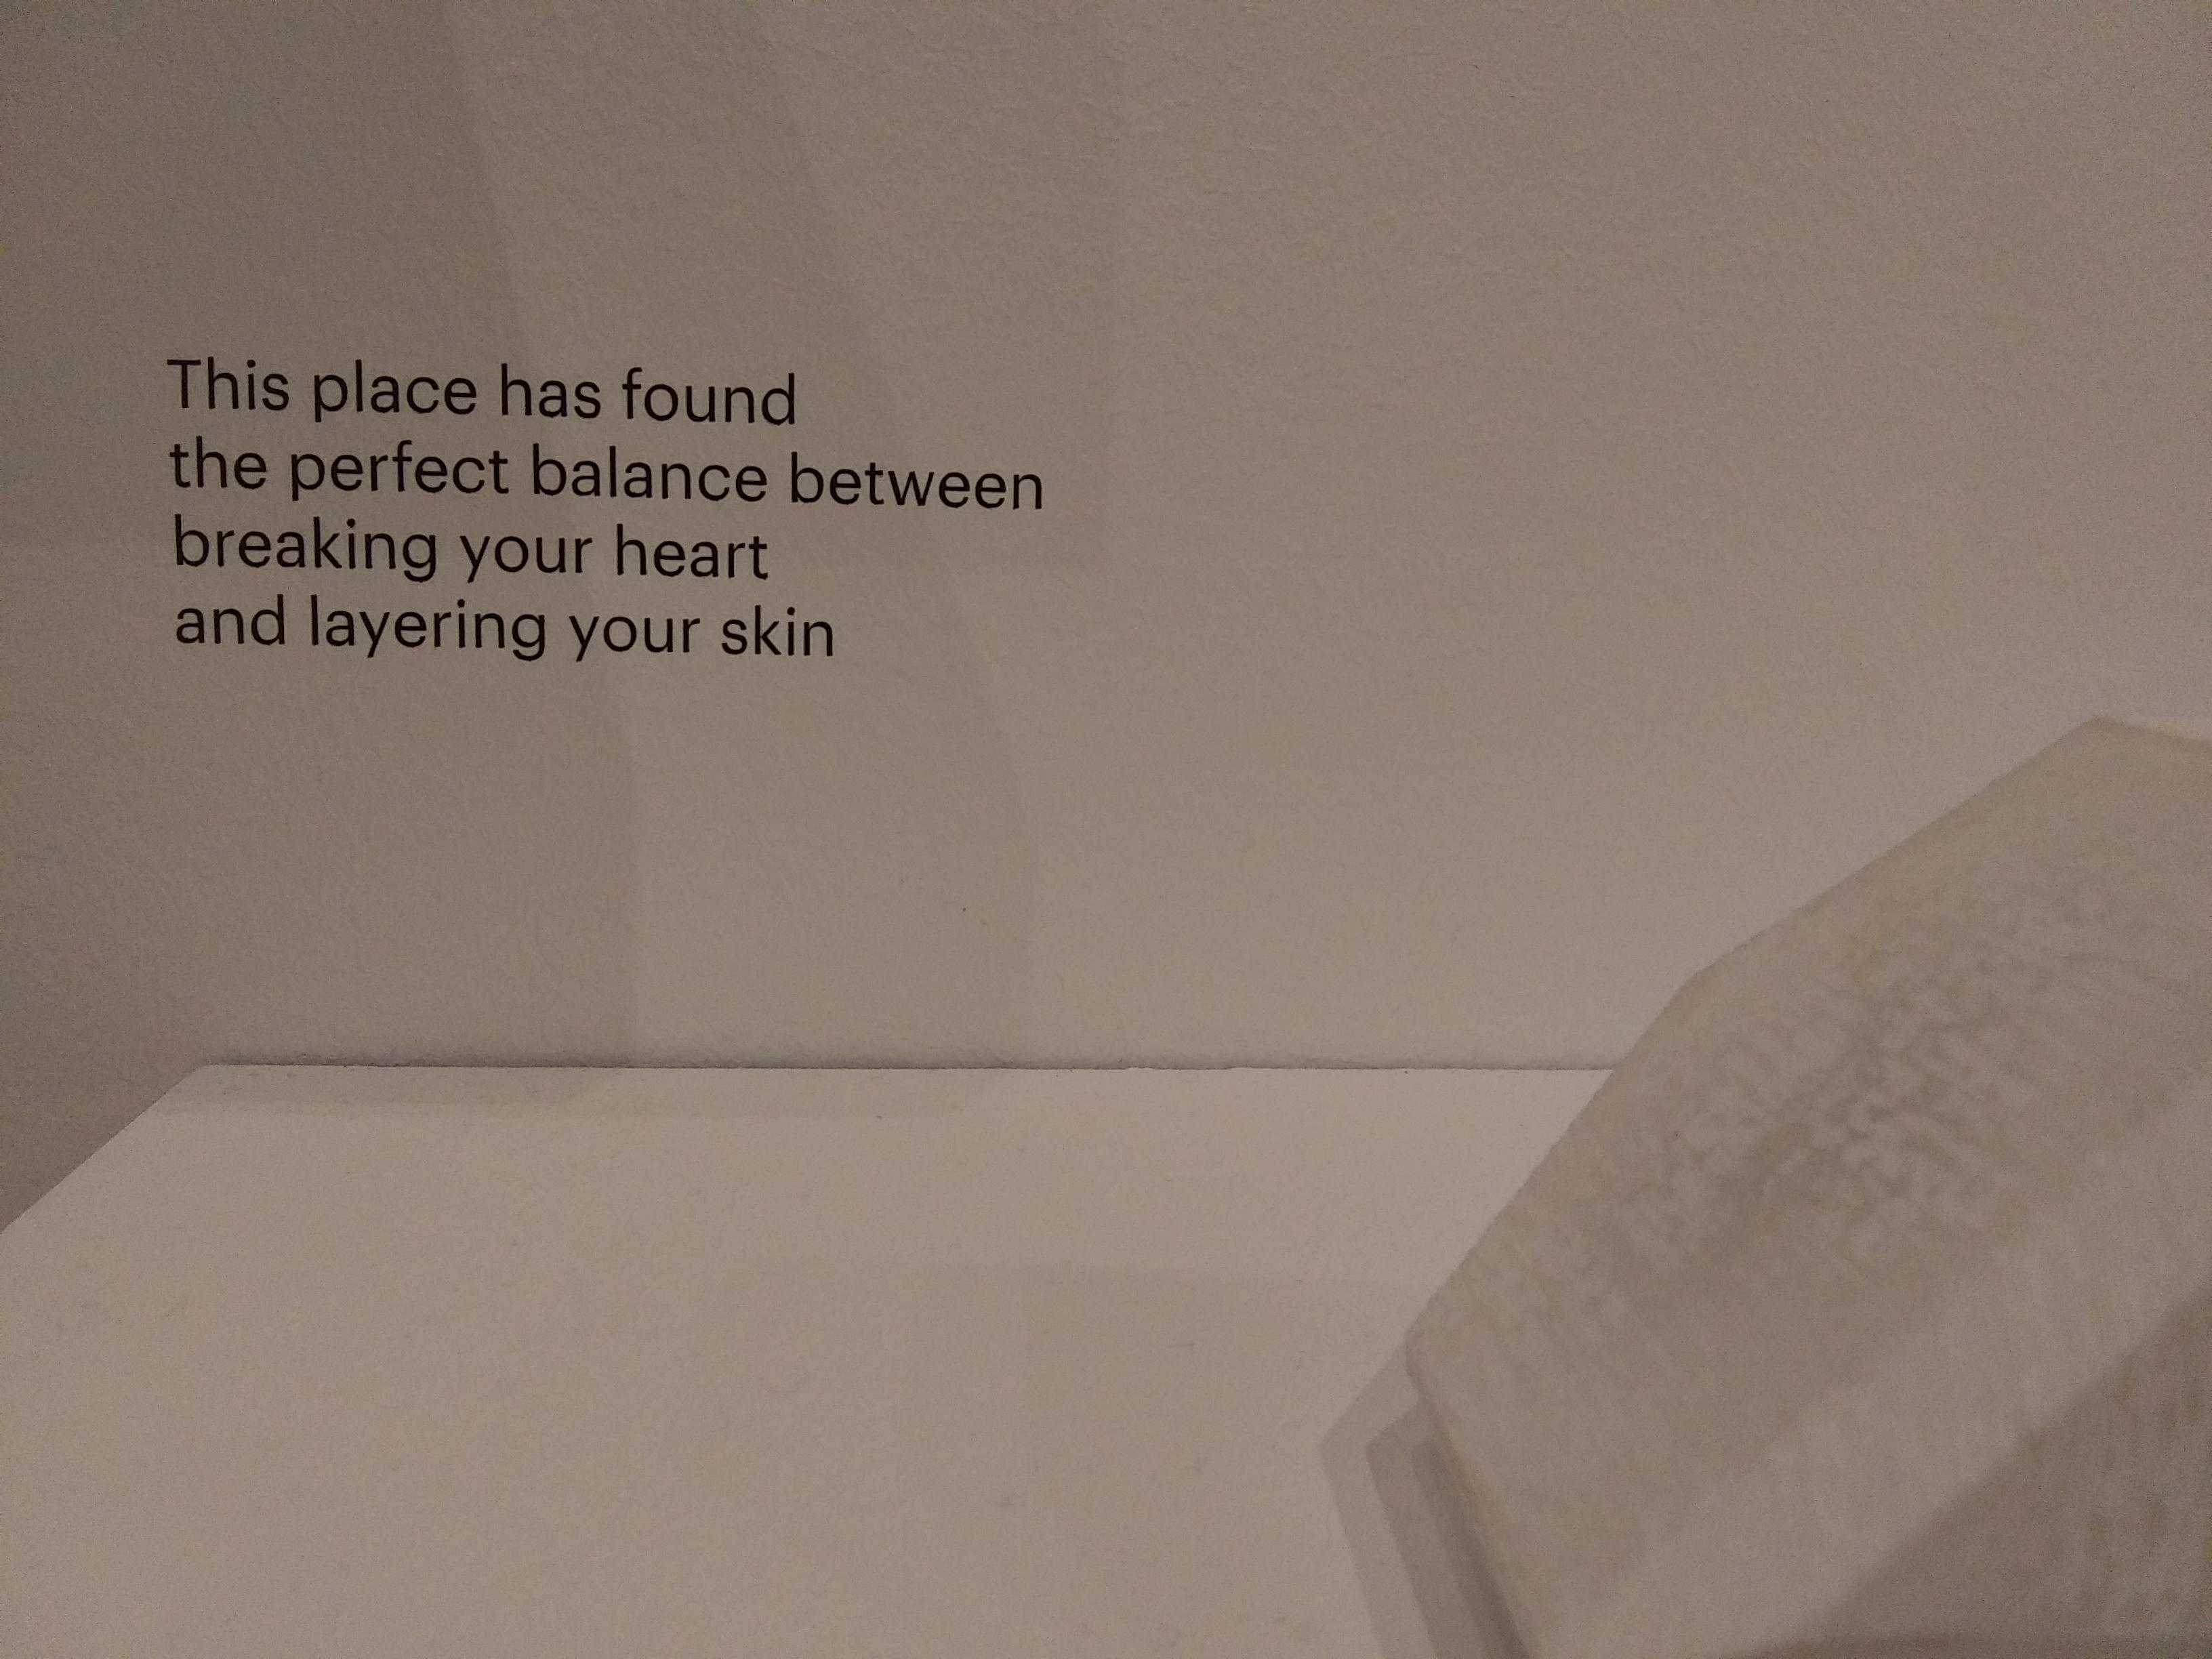 This place has found
the perfect balance between
breaking your heart
and layering your skin